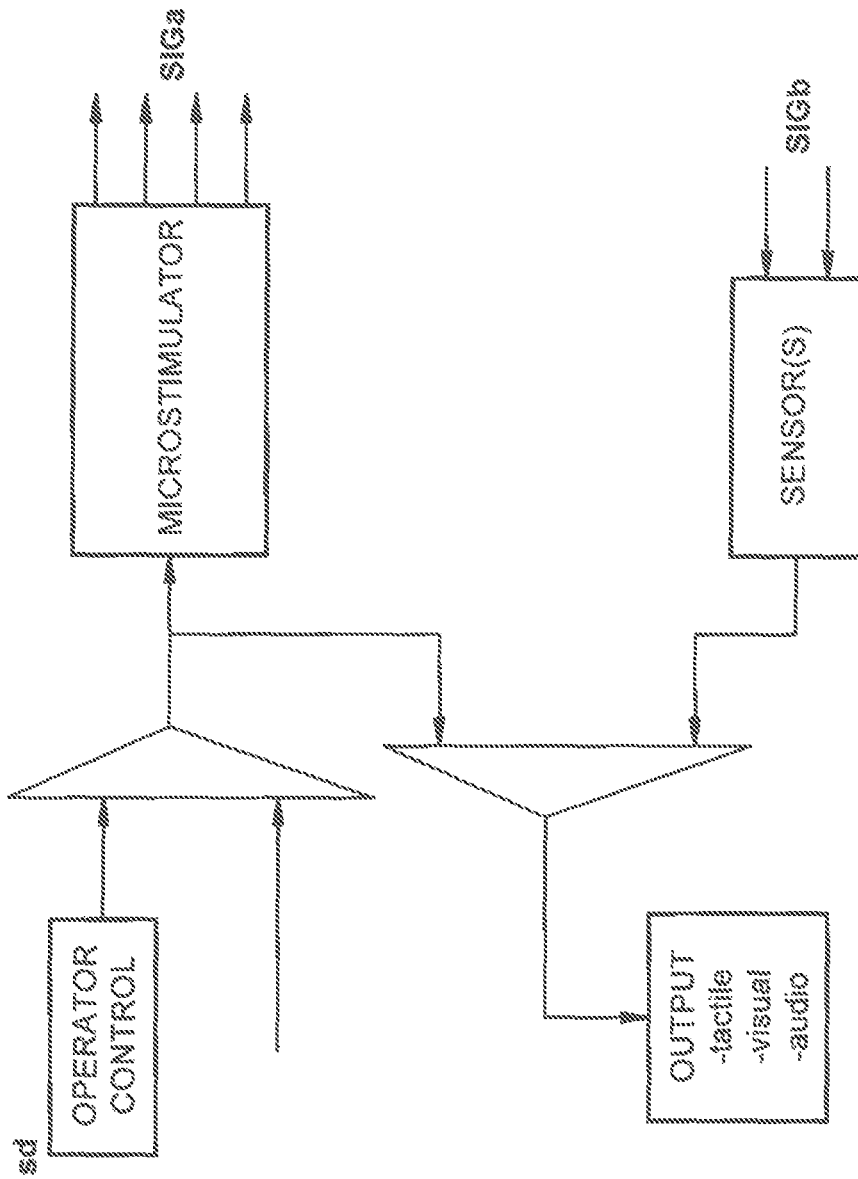 sd
OPERATOR
CONTROL
MICROSTIMULATOR
SIGa
OUTPUT
-tactile
-visual
-audio
SENSOR(S)
SIGb